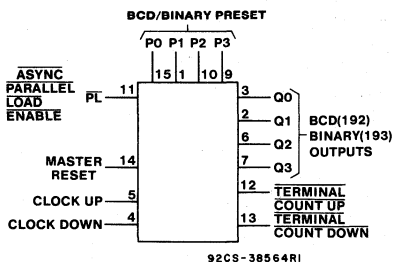 BCD/BINARY PRESET
P0 P1 P2 P3
15 1 10 9
ASYNC
PARALLEL
LOAD
ENABLE
PL
11
MASTER
RESET
14
CLOCK UP
5
CLOCK DOWN
4
3
Q0
2
Q1
6
Q2
7
Q3
BCD(192)
BINARY(193)
OUTPUTS
12
TERMINAL
COUNT UP
13
TERMINAL
COUNT DOWN
92CS-38564R1